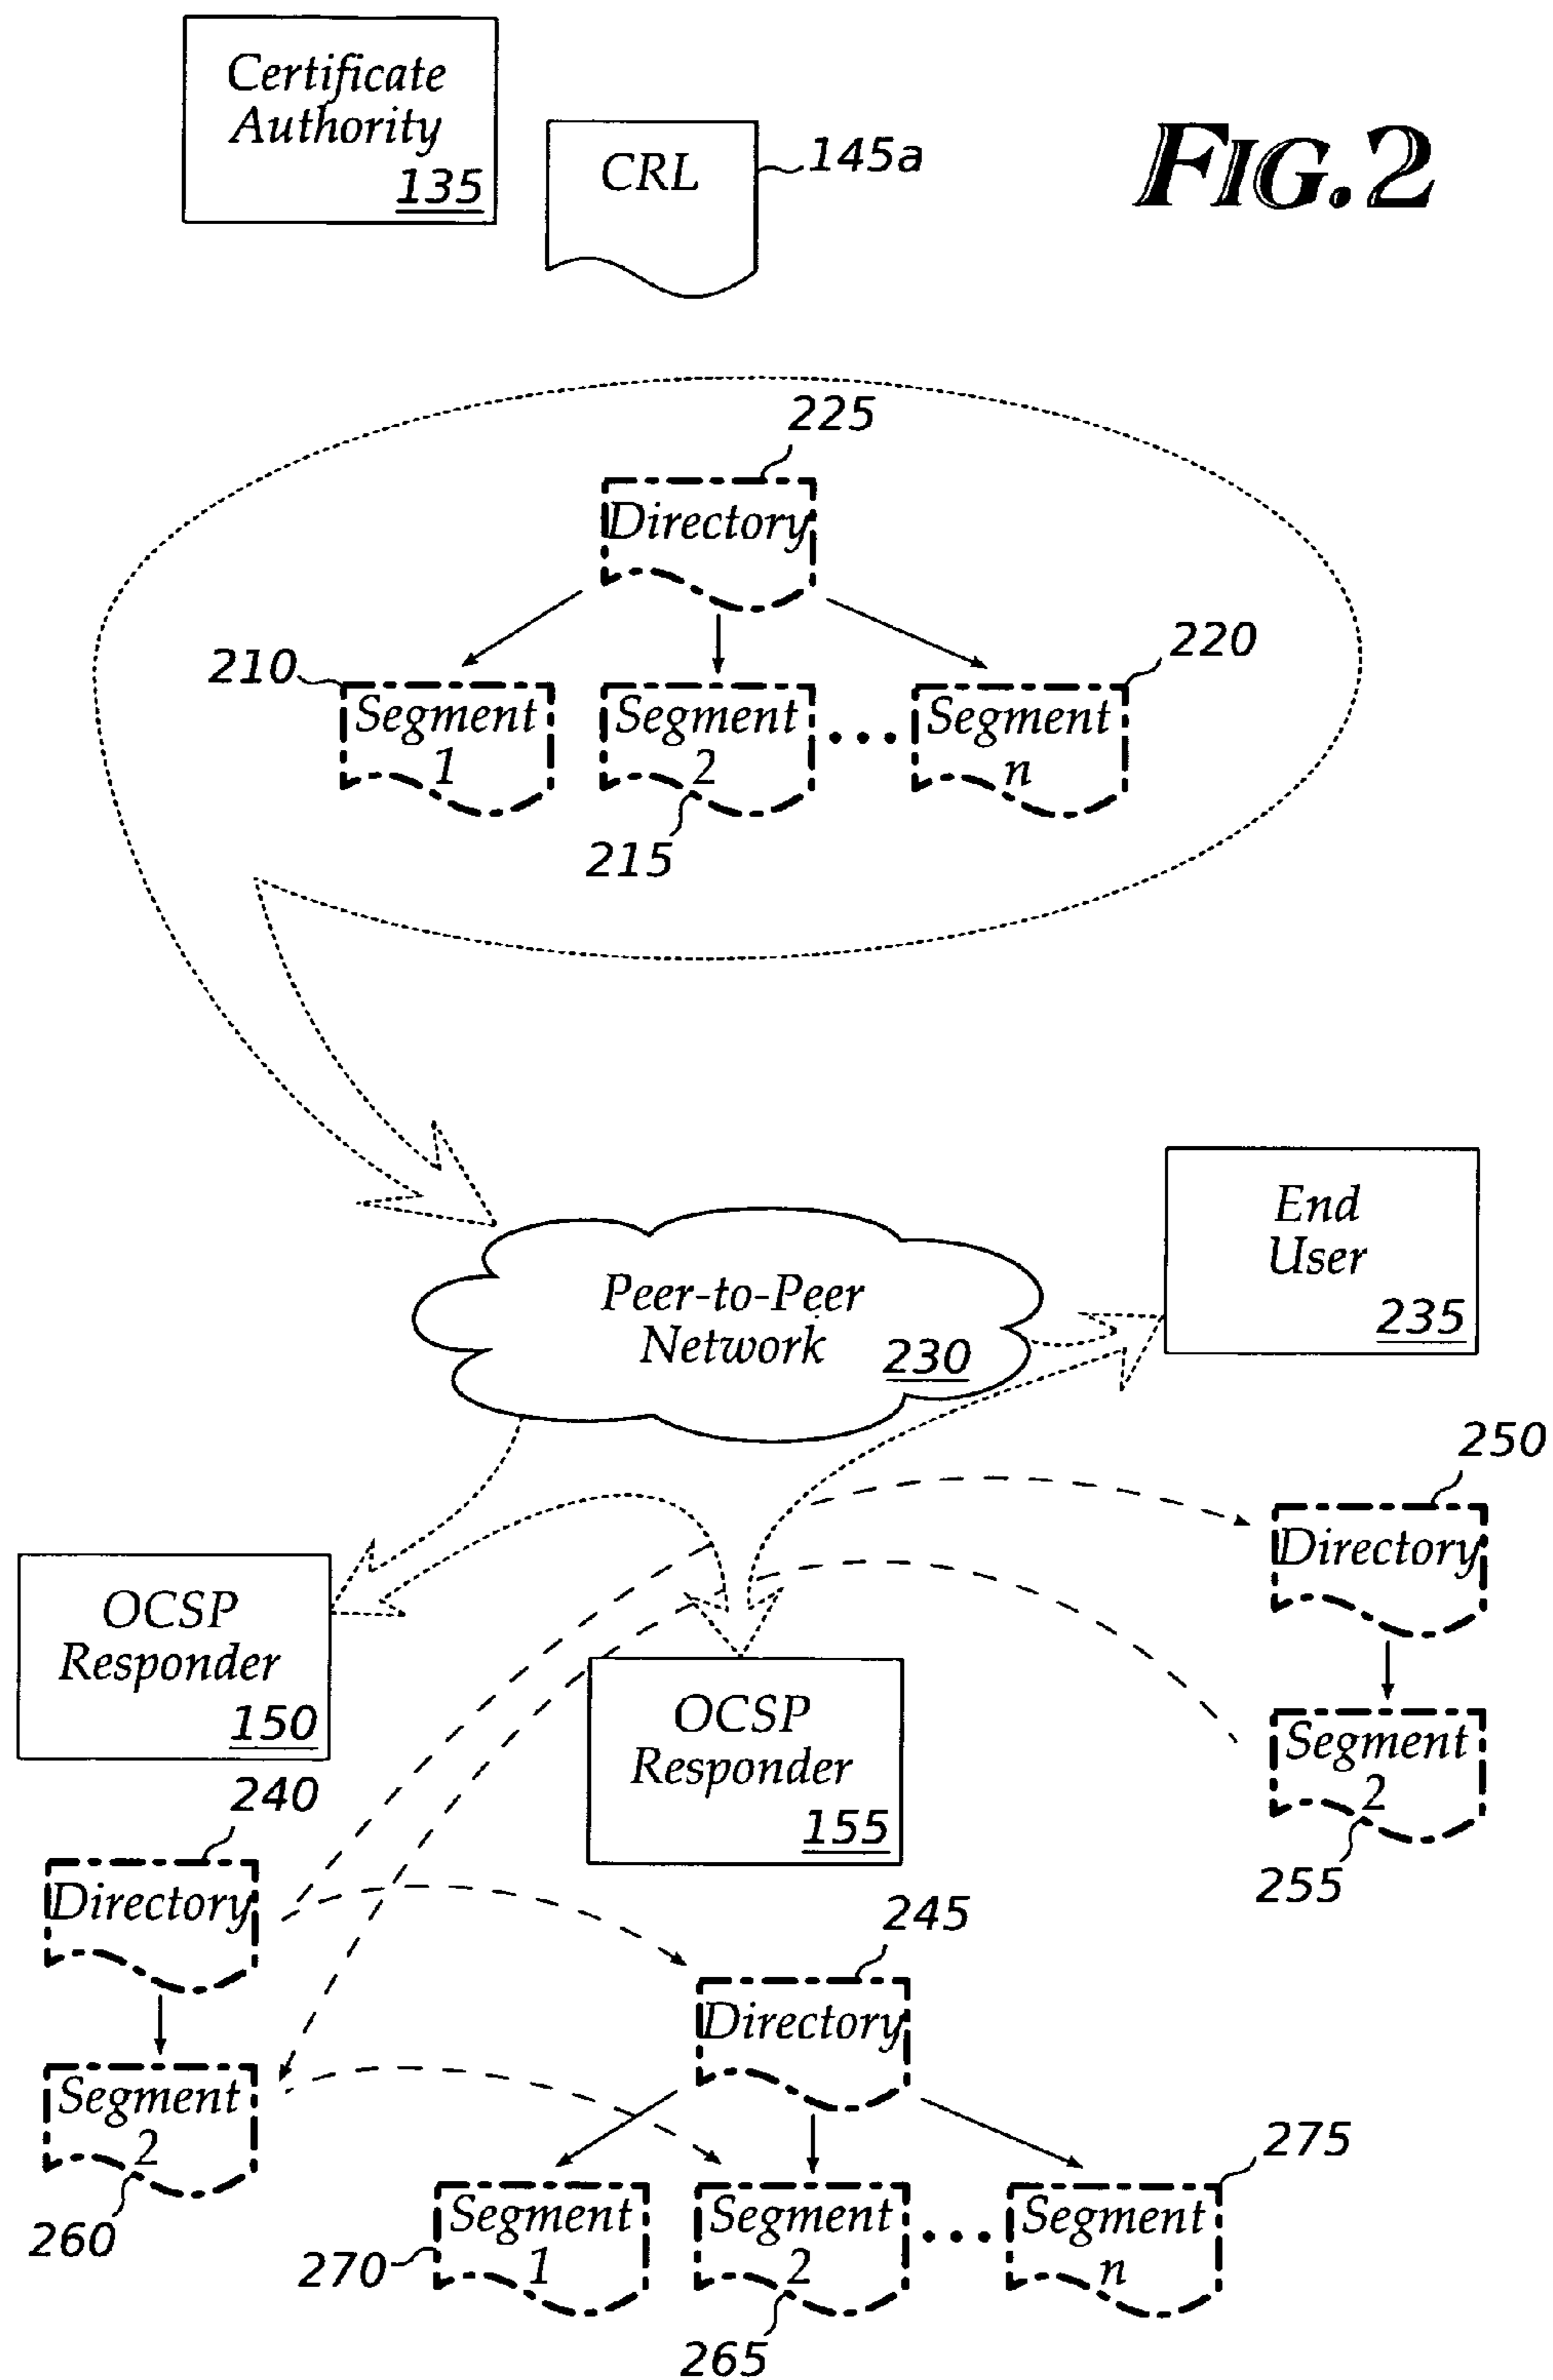 Certificate
Authority
135
CRL
145a
FIG.2
225
Directory
210
220
Segment
1
Segment
2
Segment
n
215
Peer-to-Peer
Network
230
End
User
235
250
Directory
OCSP
Responder
150
OCSP
Responder
155
Segment
2
255
240
Directory
245
Directory
Segment
2
260
275
Segment
1
270
Segment
2
265
Segment
n